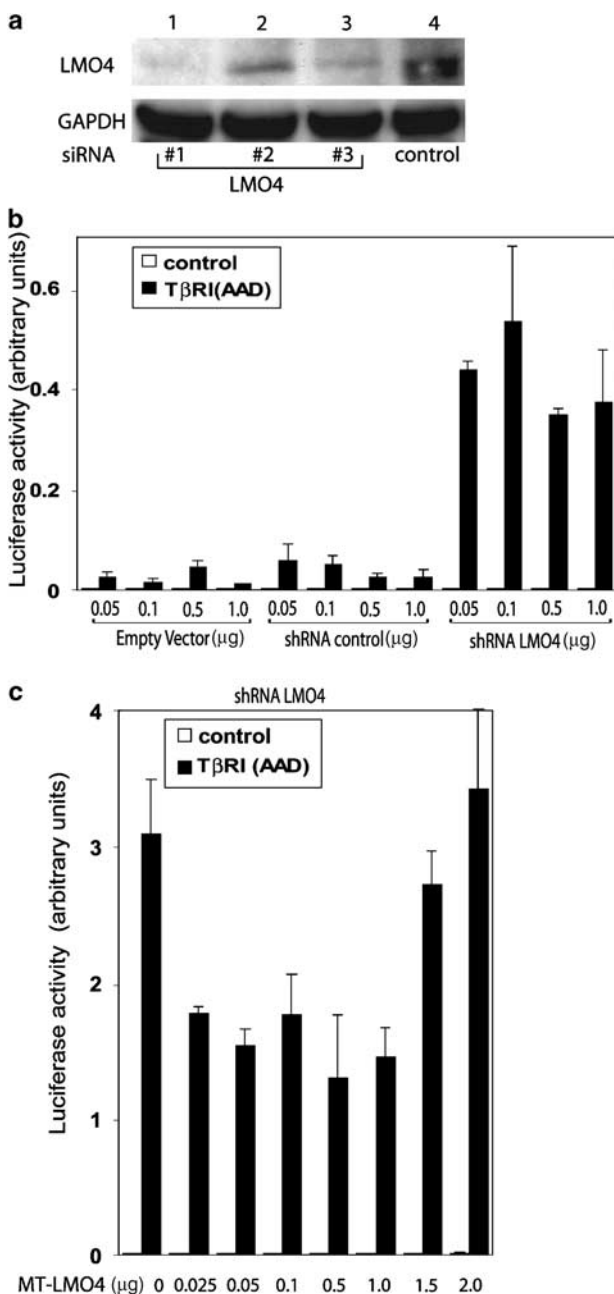 a
1 2 3 4
LMO4
GAPDH
siRNA #1 #2 #3 control
LMO4
b
Luciferase activity (arbitrary units)
control
TβRI(AAD)
0.6
0.4
0.2
0
0.05 0.1 0.5 1.0 0.05 0.1 0.5 1.0 0.05 0.1 0.5 1.0
Empty Vector(µg) shRNA control(µg) shRNA LMO4(µg)
c
shRNA LMO4
Luciferase activity (arbitrary units)
control
TβRI (AAD)
4
3
2
1
0
MT-LMO4 (µg) 0 0.025 0.05 0.1 0.5 1.0 1.5 2.0